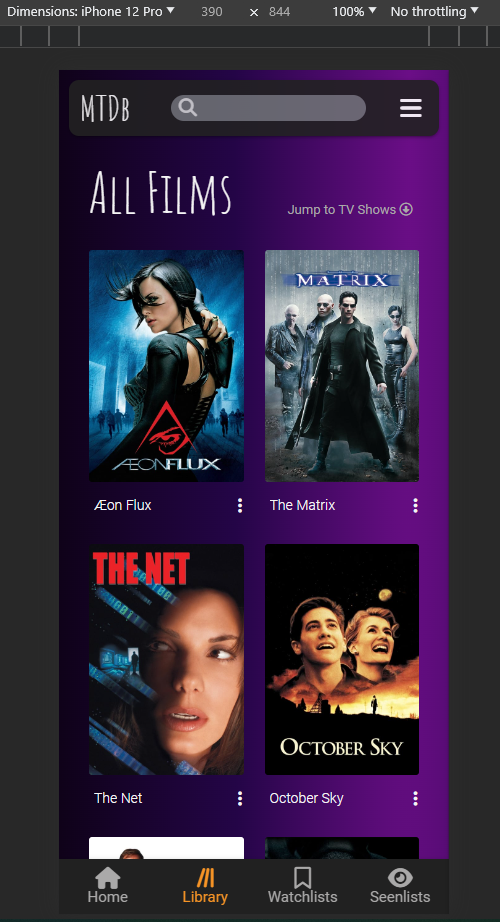 Dimensions: iPhone 12 Pro 390 × 844 100% No throttling
MTDb
All Films
Jump to TV Shows
ÆONFLUX
MATRIX
Æon Flux
The Matrix
THE NET
OCTOBER SKY
The Net
October Sky
Home
Library
Watchlists
Seenlists